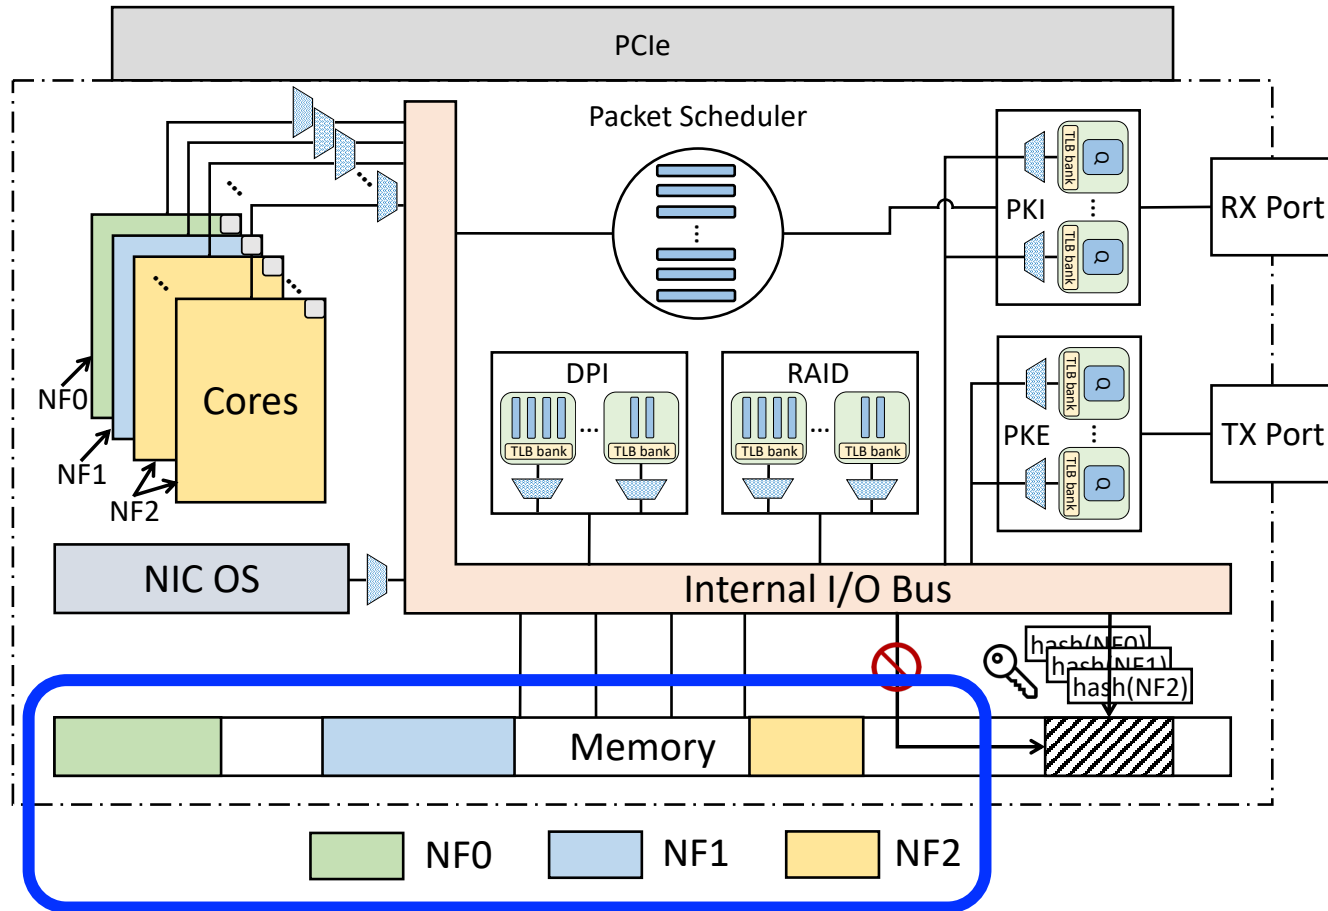 PCIe
Packet Scheduler
TLB bank
Q
PKI
TLB bank
Q
RX Port
NF0
NF1
NF2
Cores
DPI
TLB bank
...
TLB bank
RAID
TLB bank
...
TLB bank
TLB bank
Q
PKE
TLB bank
Q
TX Port
NIC OS
Internal I/O Bus
hash(NF0)
hash(NF1)
hash(NF2)
Memory
NF0
NF1
NF2